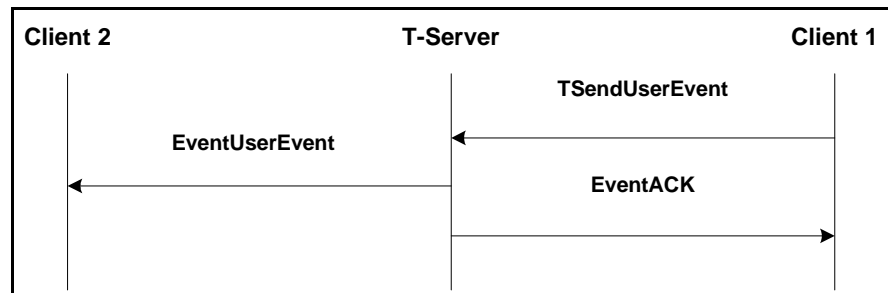 Client 2 T-Server Client 1
TSendUserEvent
EventUserEvent
EventACK